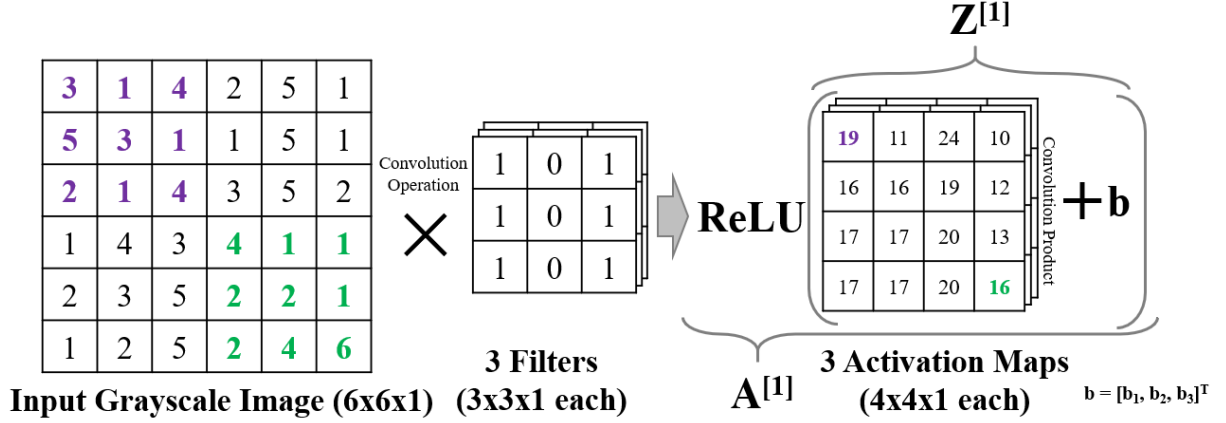 Z[1]
3 1 4 2 5 1
5 3 1 1 5 1
2 1 4 3 5 2
1 4 3 4 1 1
2 3 5 2 2 1
1 2 5 2 4 6
Convolution
Operation
×
1 0 1
1 0 1
1 0 1
ReLU
19 11 24 10
16 16 19 12
17 17 20 13
17 17 20 16
Convolution Product
+b
Input Grayscale Image (6x6x1)
3 Filters
(3x3x1 each)
A[1]
3 Activation Maps
(4x4x1 each)
b = [b1, b2, b3]T